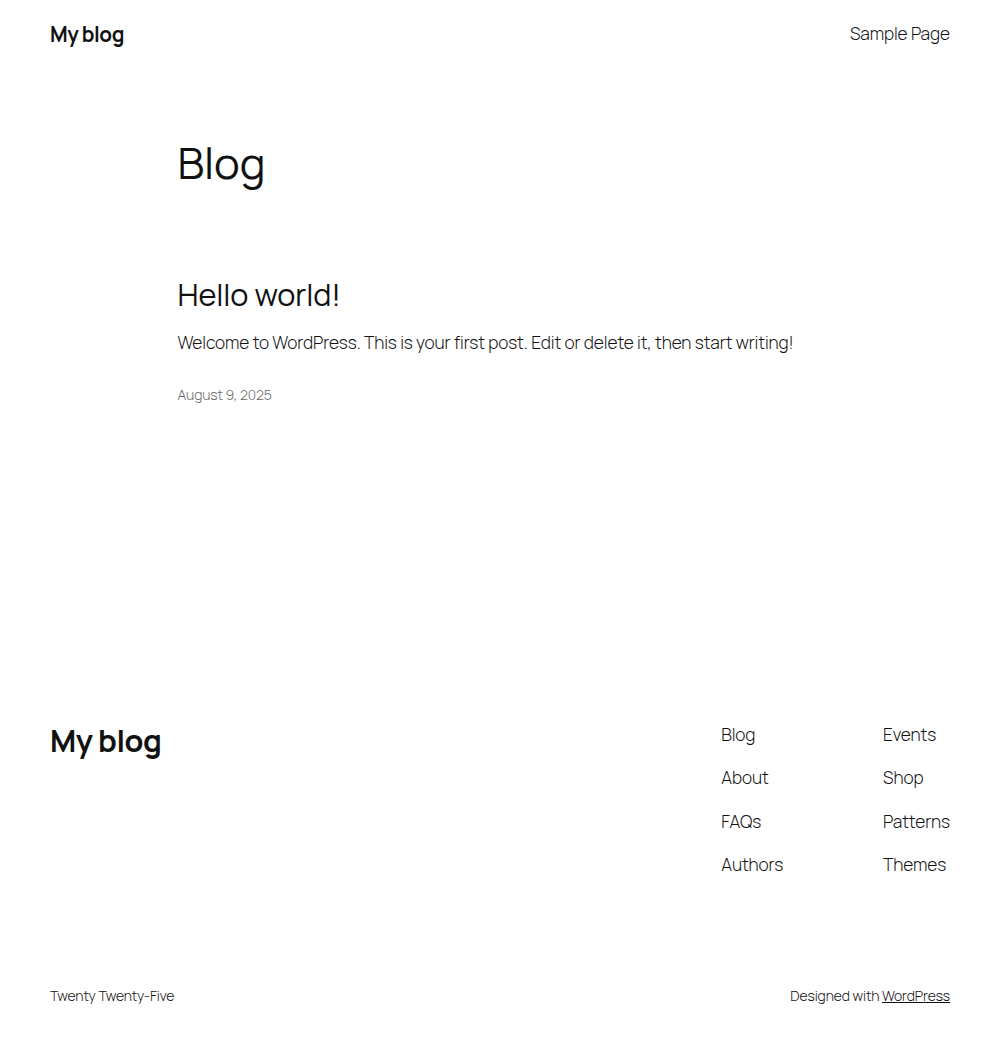 My blog
Sample Page
Blog
Hello world!
Welcome to WordPress. This is your first post. Edit or delete it, then start writing!
August 9, 2025
My blog
Blog
About
FAQs
Authors
Events
Shop
Patterns
Themes
Twenty Twenty-Five
Designed with WordPress